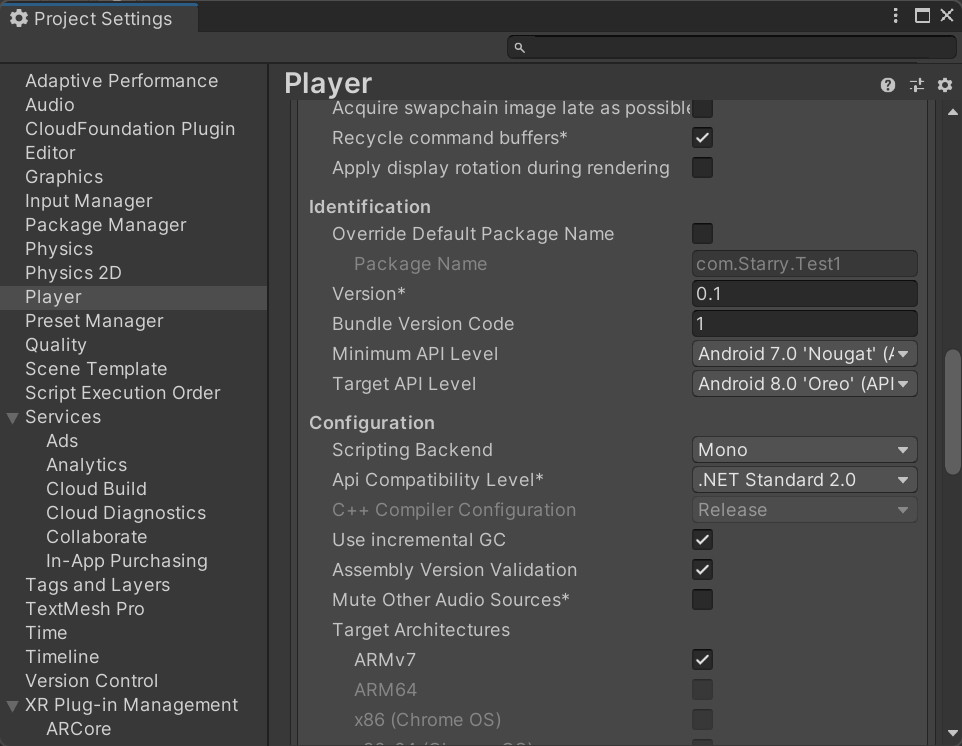 Project Settings
Adaptive Performance
Audio
CloudFoundation Plugin
Editor
Graphics
Input Manager
Package Manager
Physics
Physics 2D
Player
Preset Manager
Quality
Scene Template
Script Execution Order
Services
Ads
Analytics
Cloud Build
Cloud Diagnostics
Collaborate
In-App Purchasing
Tags and Layers
TextMesh Pro
Time
Timeline
Version Control
XR Plug-in Management
ARCore
Player
Acquire swapchain image late as possible
Recycle command buffers*
Apply display rotation during rendering
Identification
Override Default Package Name
Package Name com.Starry.Test1
Version* 0.1
Bundle Version Code 1
Minimum API Level Android 7.0 'Nougat' (A
Target API Level Android 8.0 'Oreo' (API
Configuration
Scripting Backend Mono
Api Compatibility Level* .NET Standard 2.0
C++ Compiler Configuration Release
Use incremental GC
Assembly Version Validation
Mute Other Audio Sources*
Target Architectures
ARMv7
ARM64
x86 (Chrome OS)